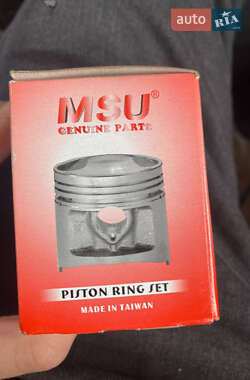 auto RIA
MSU®
GENUINE PARTS
PISTON RING SET
MADE IN TAIWAN